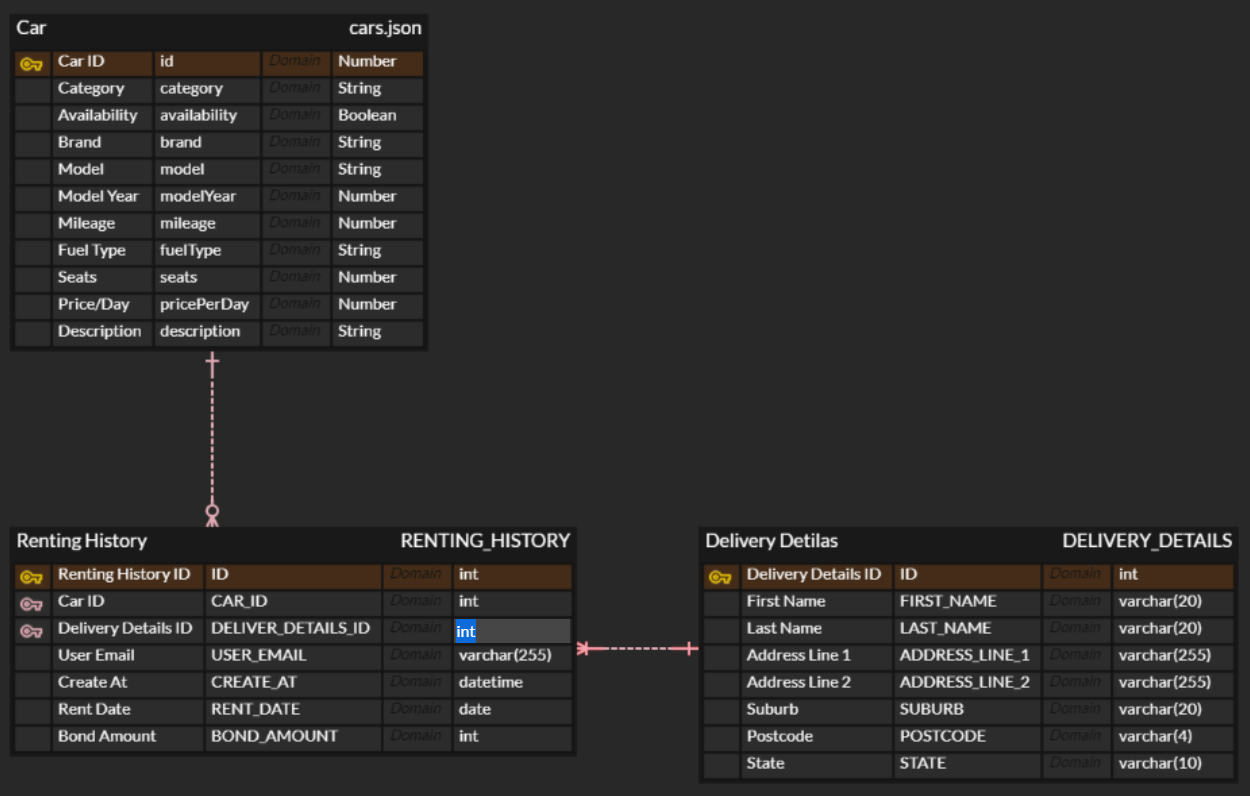 Car cars.json
Car ID id Domain Number
Category category Domain String
Availability availability Domain Boolean
Brand brand Domain String
Model model Domain String
Model Year modelYear Domain Number
Mileage mileage Domain Number
Fuel Type fuelType Domain String
Seats seats Domain Number
Price/Day pricePerDay Domain Number
Description description Domain String
Renting History RENTING_HISTORY
Renting History ID ID Domain int
Car ID CAR_ID Domain int
Delivery Details ID DELIVER_DETAILS_ID Domain int
User Email USER_EMAIL Domain varchar(255)
Create At CREATE_AT Domain datetime
Rent Date RENT_DATE Domain date
Bond Amount BOND_AMOUNT Domain int
Delivery Detilas DELIVERY_DETAILS
Delivery Details ID ID Domain int
First Name FIRST_NAME Domain varchar(20)
Last Name LAST_NAME Domain varchar(20)
Address Line 1 ADDRESS_LINE_1 Domain varchar(255)
Address Line 2 ADDRESS_LINE_2 Domain varchar(255)
Suburb SUBURB Domain varchar(20)
Postcode POSTCODE Domain varchar(4)
State STATE Domain varchar(10)